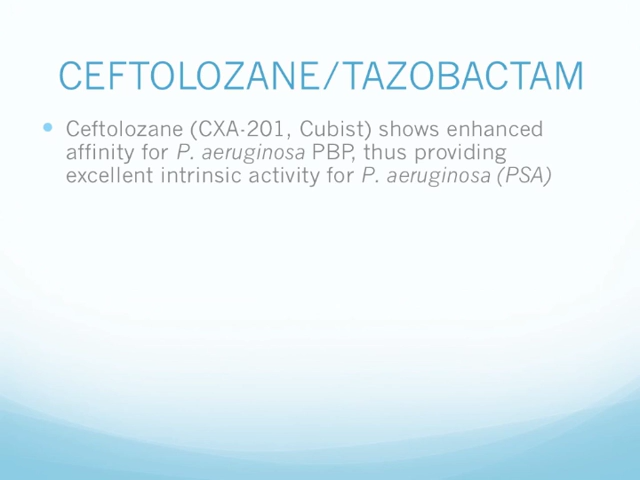 CEFTOLOZANE/TAZOBACTAM
• Ceftolozane (CXA-201, Cubist) shows enhanced
affinity for P. aeruginosa PBP, thus providing
excellent intrinsic activity for P. aeruginosa (PSA)